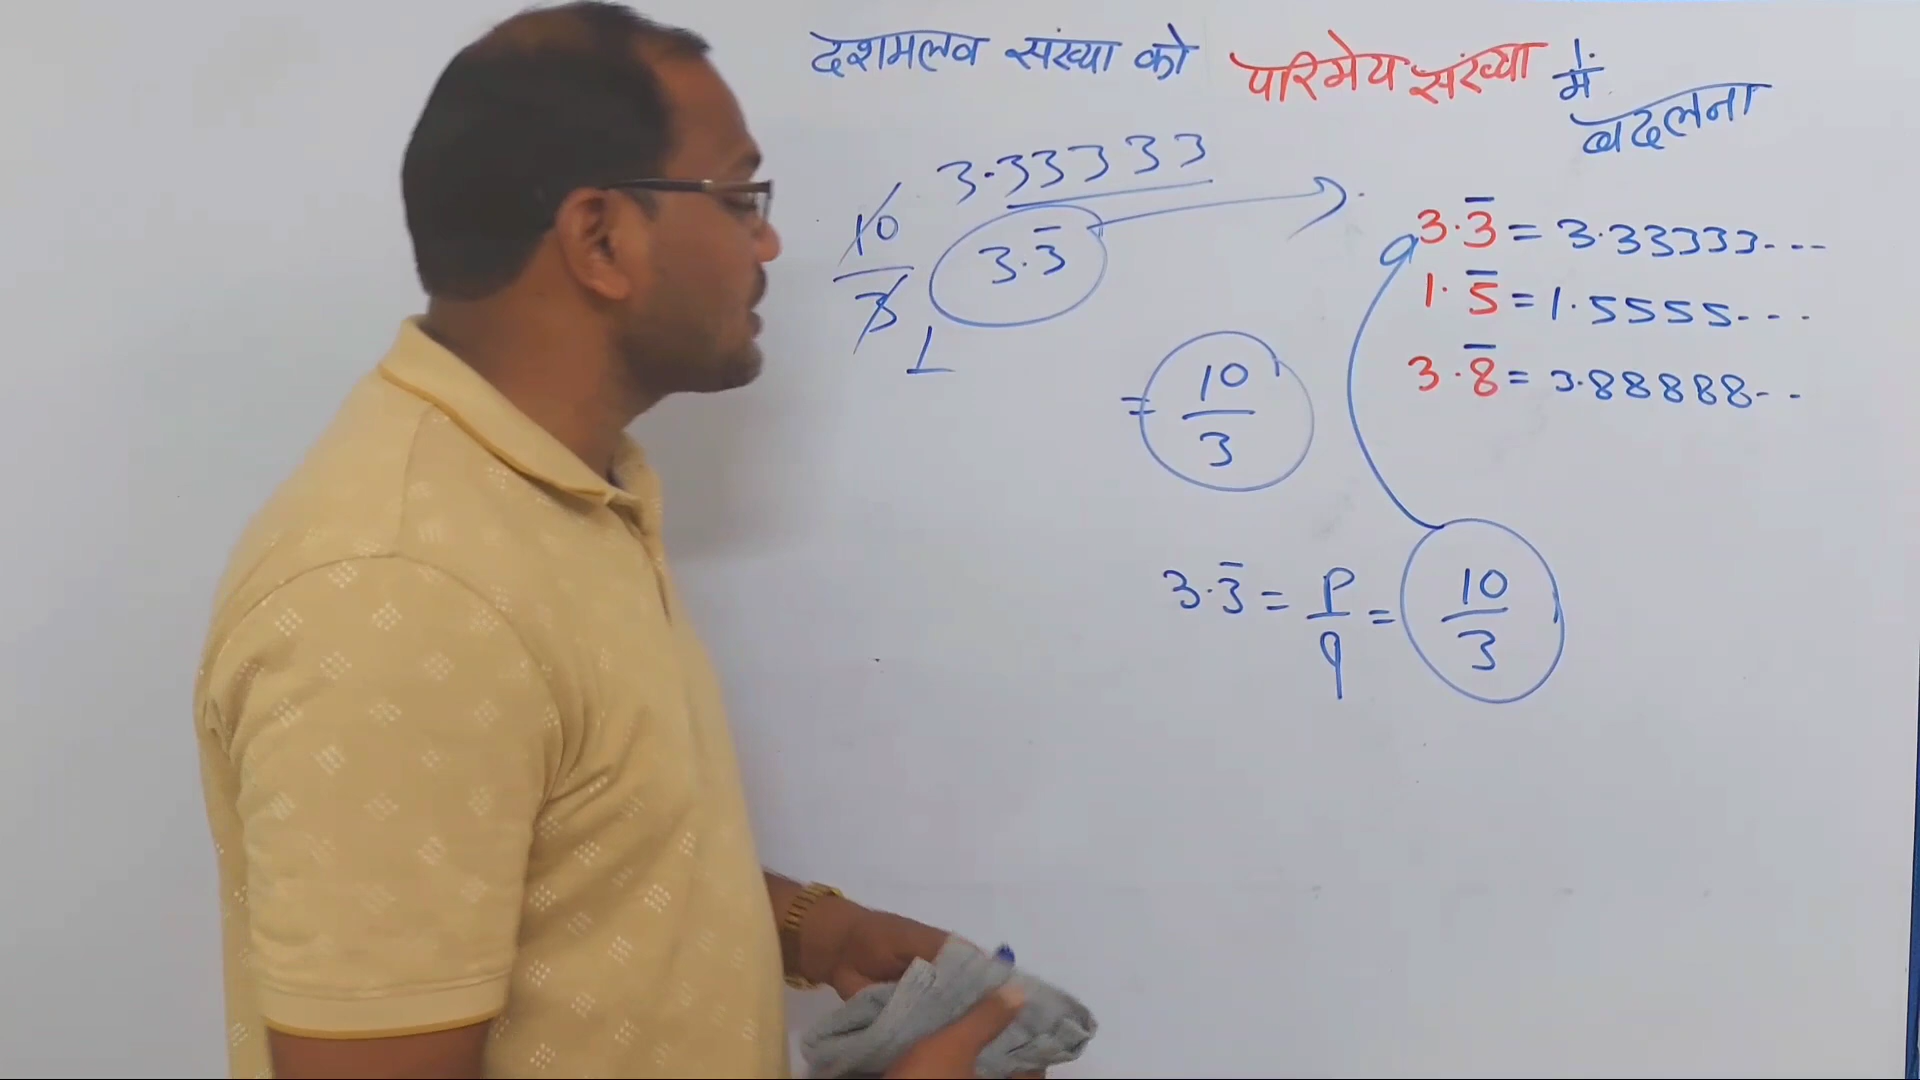 दशमलव संख्या को परिमेय संख्या में
बदलना
3.33333
10/3
3.3̅
1
3.3̅ = 3.33333---
1.5̅ = 1.5555---
3.8̅ = 3.88888--
= 10/3
3.3̅ = p/q = 10/3